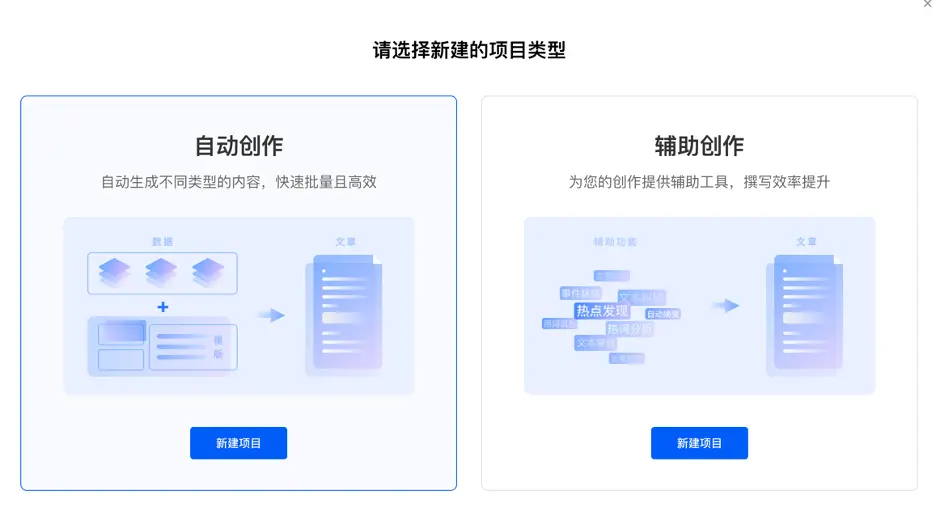 请选择新建的项目类型
自动创作
自动生成不同类型的内容，快速批量且高效
数据
文章
模
版
新建项目
辅助创作
为您的创作提供辅助工具，撰写效率提升
辅助功能
文章
事件脉络
文本纠错
热点发现
自动摘要
热词分析
文本审核
新建项目